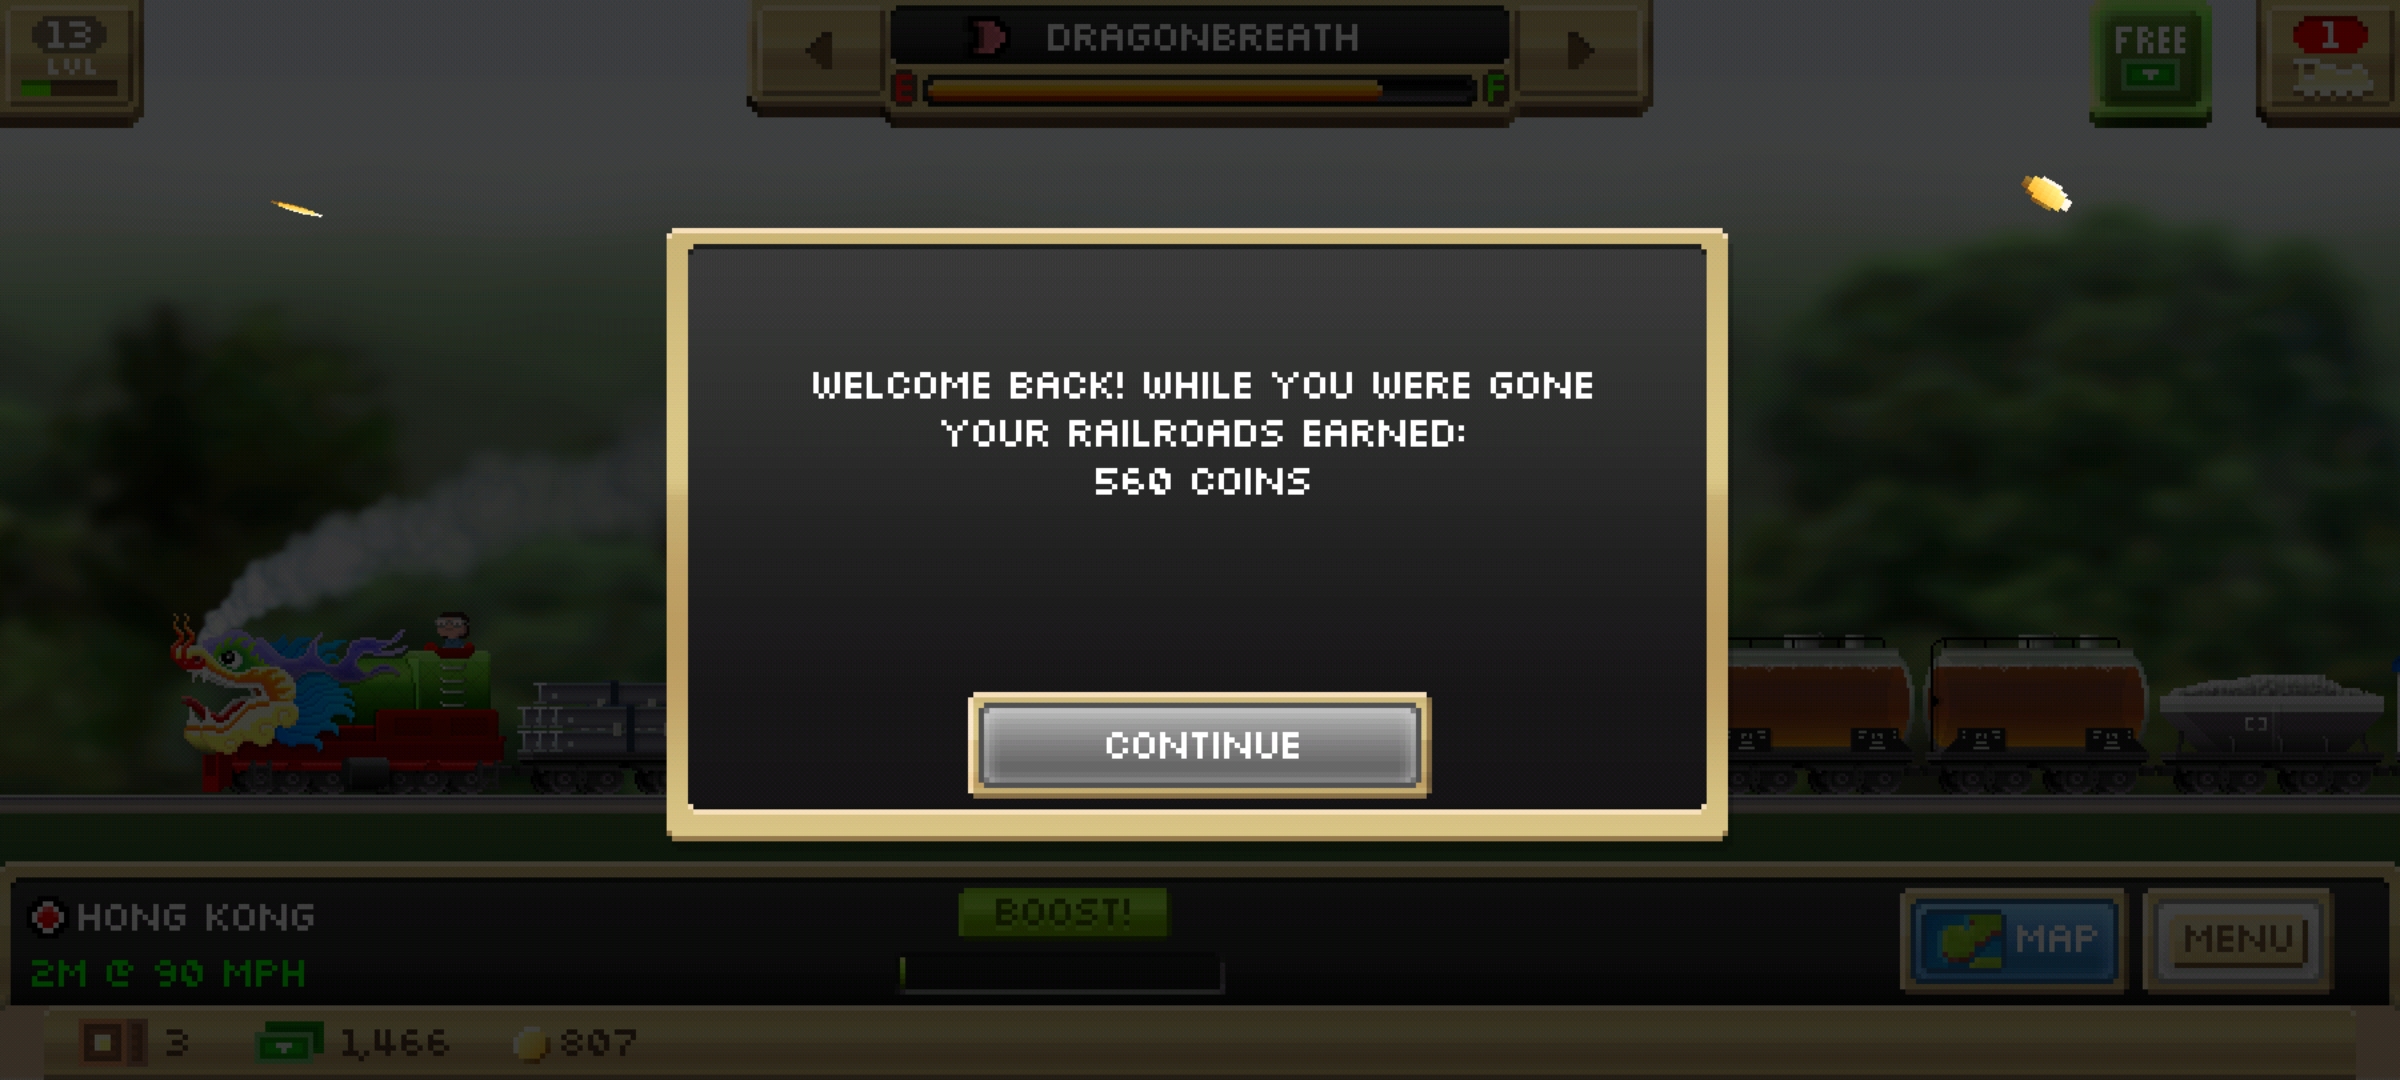 13
LVL
DRAGONBREATH
E F
FREE
1
WELCOME BACK! WHILE YOU WERE GONE
YOUR RAILROADS EARNED:
560 COINS
CONTINUE
HONG KONG
2M @ 90 MPH
BOOST!
MAP
MENU
3 1,466 807